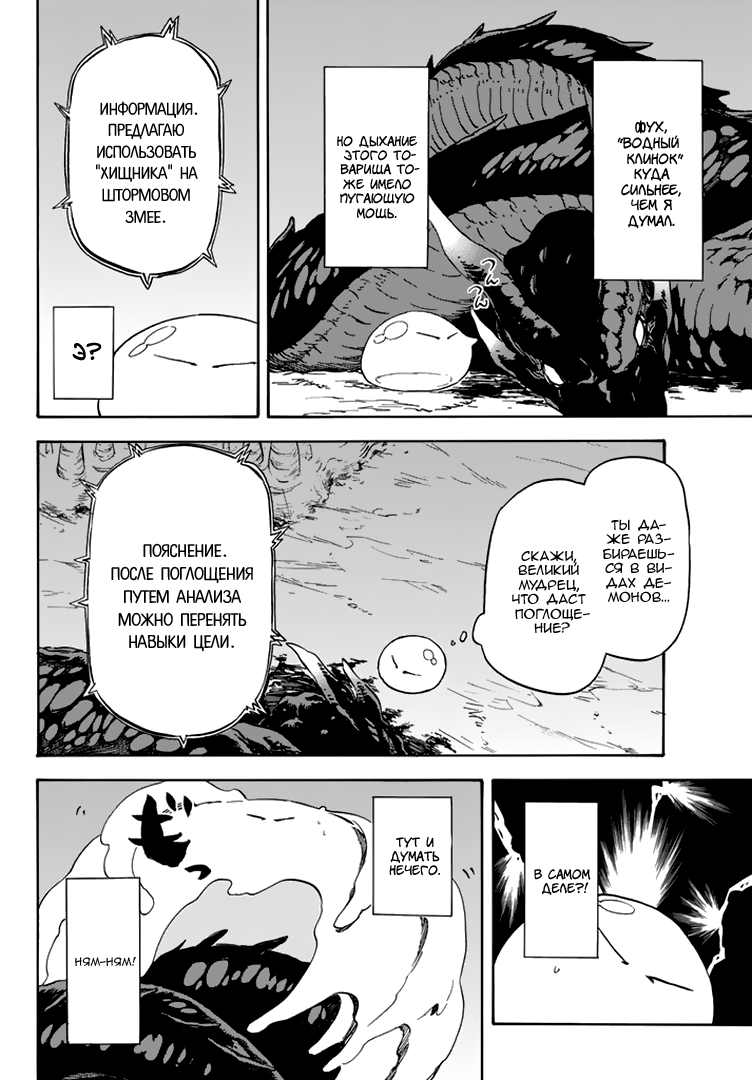 ФУХ,
"ВОДНЫЙ
КЛИНОК"
КУДА
СИЛЬНЕЕ,
ЧЕМ Я
ДУМАЛ.
НО ДЫХАНИЕ
ЭТОГО ТО-
ВАРИЩА ТО-
ЖЕ ИМЕЛО
ПУГАЮЩУЮ
МОЩЬ.
ИНФОРМАЦИЯ.
ПРЕДЛАГАЮ
ИСПОЛЬЗОВАТЬ
"ХИЩНИКА" НА
ШТОРМОВОМ
ЗМЕЕ.
Э?
ТЫ ДА-
ЖЕ РАЗ-
БИРАЕШЬ-
СЯ В ВИ-
ДАХ ДЕ-
МОНОВ...
СКАЖИ,
ВЕЛИКИЙ
МУДРЕЦ,
ЧТО ДАСТ
ПОГЛОЩЕ-
НИЕ?
ПОЯСНЕНИЕ.
ПОСЛЕ ПОГЛОЩЕНИЯ
ПУТЕМ АНАЛИЗА
МОЖНО ПЕРЕНЯТЬ
НАВЫКИ ЦЕЛИ.
В САМОМ
ДЕЛЕ?!
ТУТ И
ДУМАТЬ
НЕЧЕГО.
НЯМ-НЯМ!